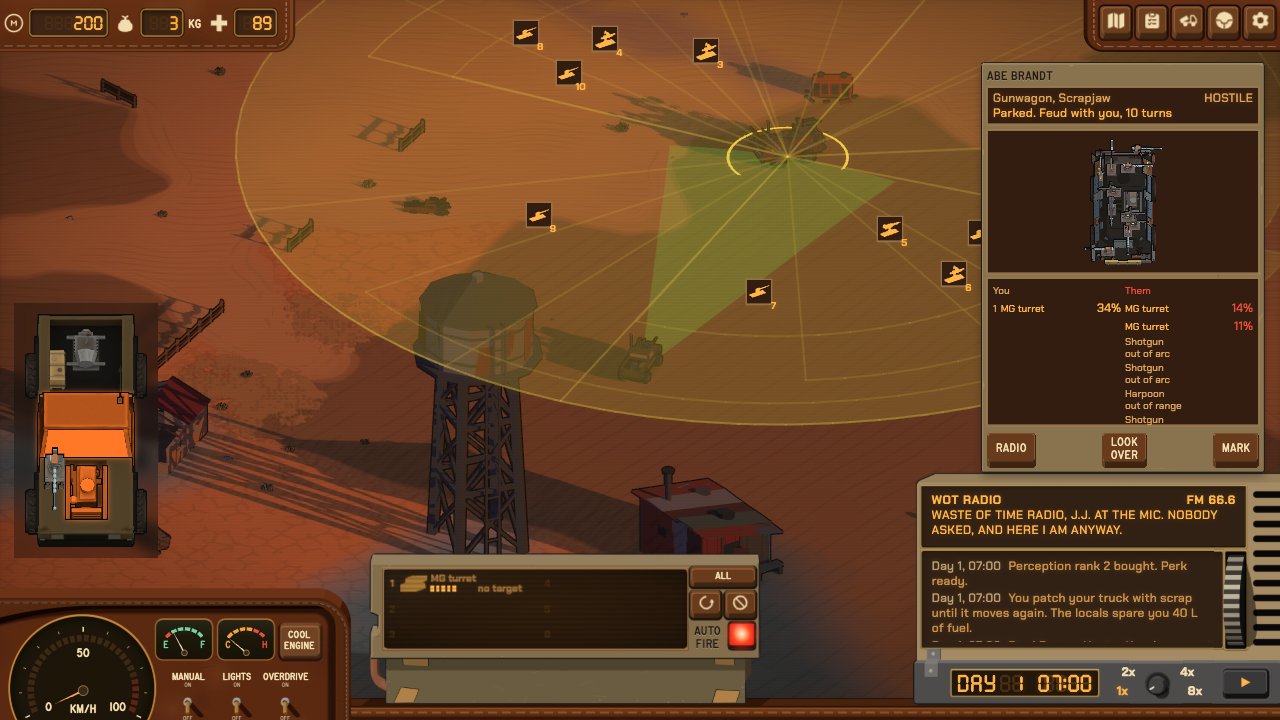 M 200 3 KG 89
8
4
3
10
9
5
6
7
ABE BRANDT
Gunwagon, Scrapjaw HOSTILE
Parked. Feud with you, 10 turns
You Them
1 MG turret 34% MG turret 14%
MG turret 11%
Shotgun
out of arc
Shotgun
out of arc
Harpoon
out of range
Shotgun
RADIO
LOOK
OVER
MARK
WOT RADIO FM 66.6
WASTE OF TIME RADIO, J.J. AT THE MIC. NOBODY
ASKED, AND HERE I AM ANYWAY.
Day 1, 07:00 Perception rank 2 bought. Perk
ready.
Day 1, 07:00 You patch your truck with scrap
until it moves again. The locals spare you 40 L
of fuel.
1 MG turret 4
no target
2 5
3 6
ALL
AUTO
FIRE
E F
C H
COOL
ENGINE
MANUAL LIGHTS OVERDRIVE
ON ON ON
OFF OFF OFF
50
0 KM/H 100
DAY 1 07:00
2x 4x
1x 8x